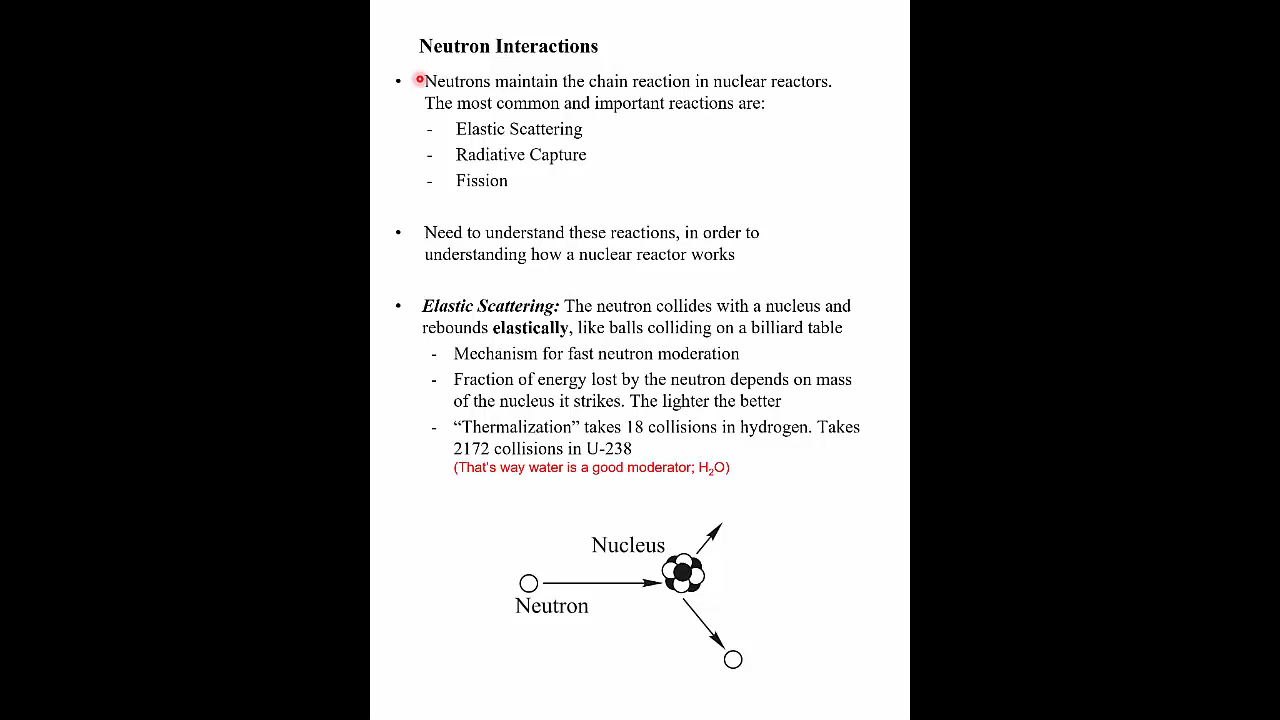 Neutron Interactions
• Neutrons maintain the chain reaction in nuclear reactors.
The most common and important reactions are:
- Elastic Scattering
- Radiative Capture
- Fission
• Need to understand these reactions, in order to
understanding how a nuclear reactor works
• Elastic Scattering: The neutron collides with a nucleus and
rebounds elastically, like balls colliding on a billiard table
- Mechanism for fast neutron moderation
- Fraction of energy lost by the neutron depends on mass
of the nucleus it strikes. The lighter the better
- “Thermalization” takes 18 collisions in hydrogen. Takes
2172 collisions in U-238
(That's way water is a good moderator; H₂O)
Nucleus
Neutron